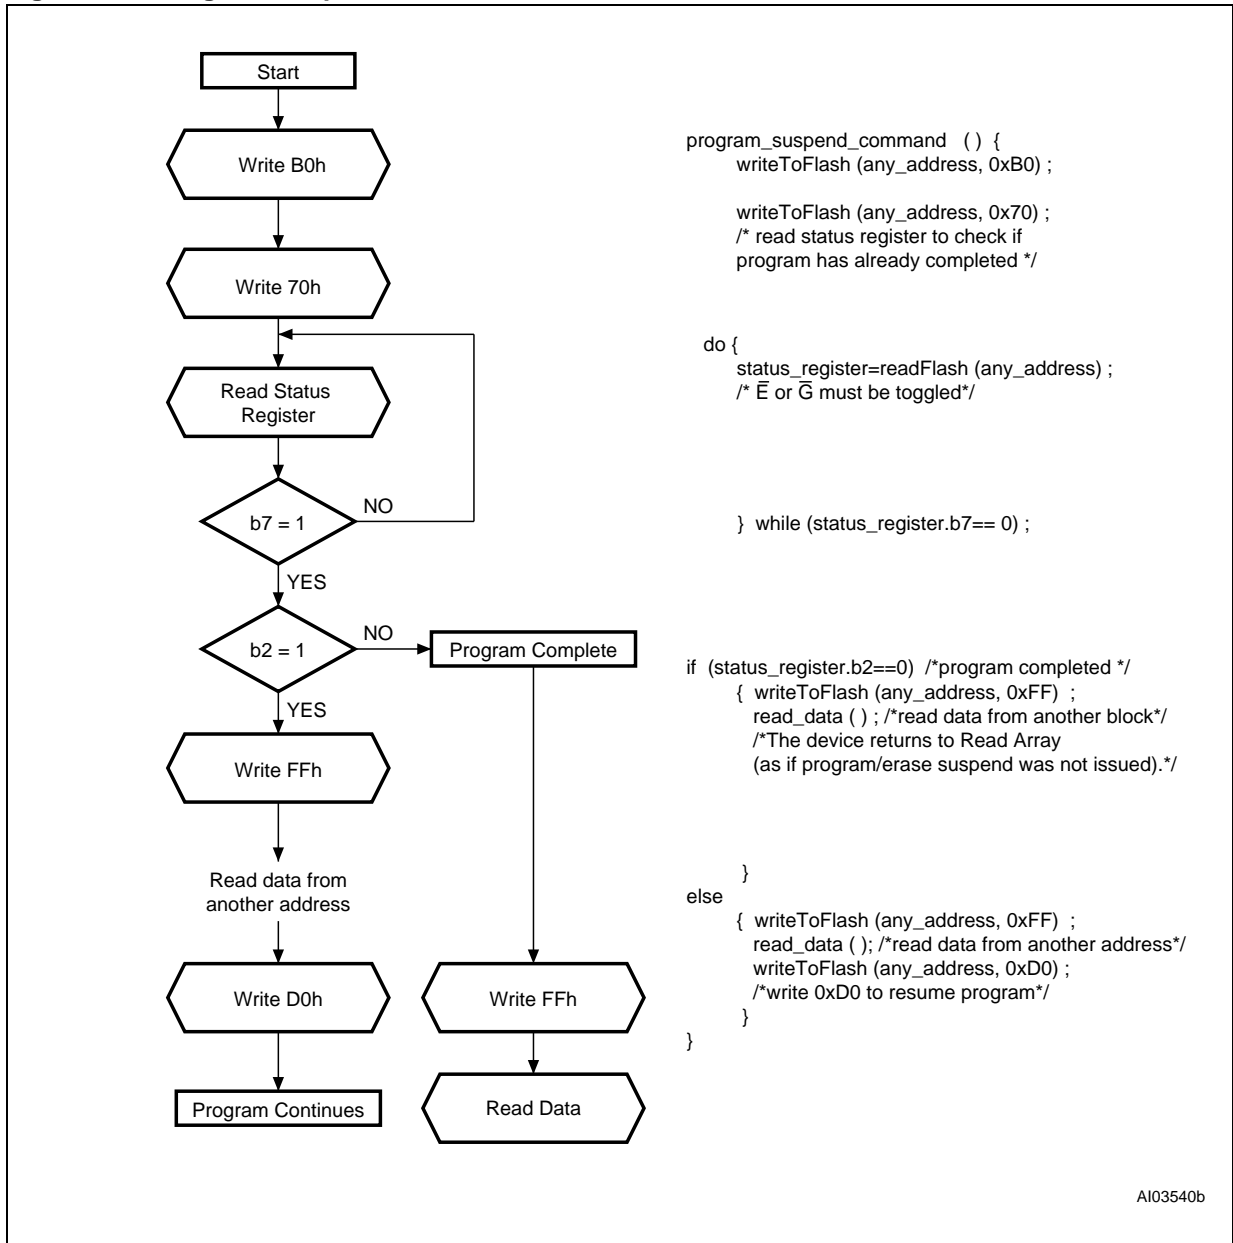 Start
Write B0h
Write 70h
Read Status
Register
NO
b7 = 1
YES
NO
b2 = 1
Program Complete
YES
Write FFh
Read data from
another address
Write D0h
Write FFh
Program Continues
Read Data
program_suspend_command ( ) {
writeToFlash (any_address, 0xB0) ;
writeToFlash (any_address, 0x70) ;
/* read status register to check if
program has already completed */
do {
status_register=readFlash (any_address) ;
/* E̅ or G̅ must be toggled*/
} while (status_register.b7== 0) ;
if (status_register.b2==0) /*program completed */
{ writeToFlash (any_address, 0xFF) ;
read_data ( ) ; /*read data from another block*/
/*The device returns to Read Array
(as if program/erase suspend was not issued).*/
}
else
{ writeToFlash (any_address, 0xFF) ;
read_data ( ); /*read data from another address*/
writeToFlash (any_address, 0xD0) ;
/*write 0xD0 to resume program*/
}
}
AI03540b